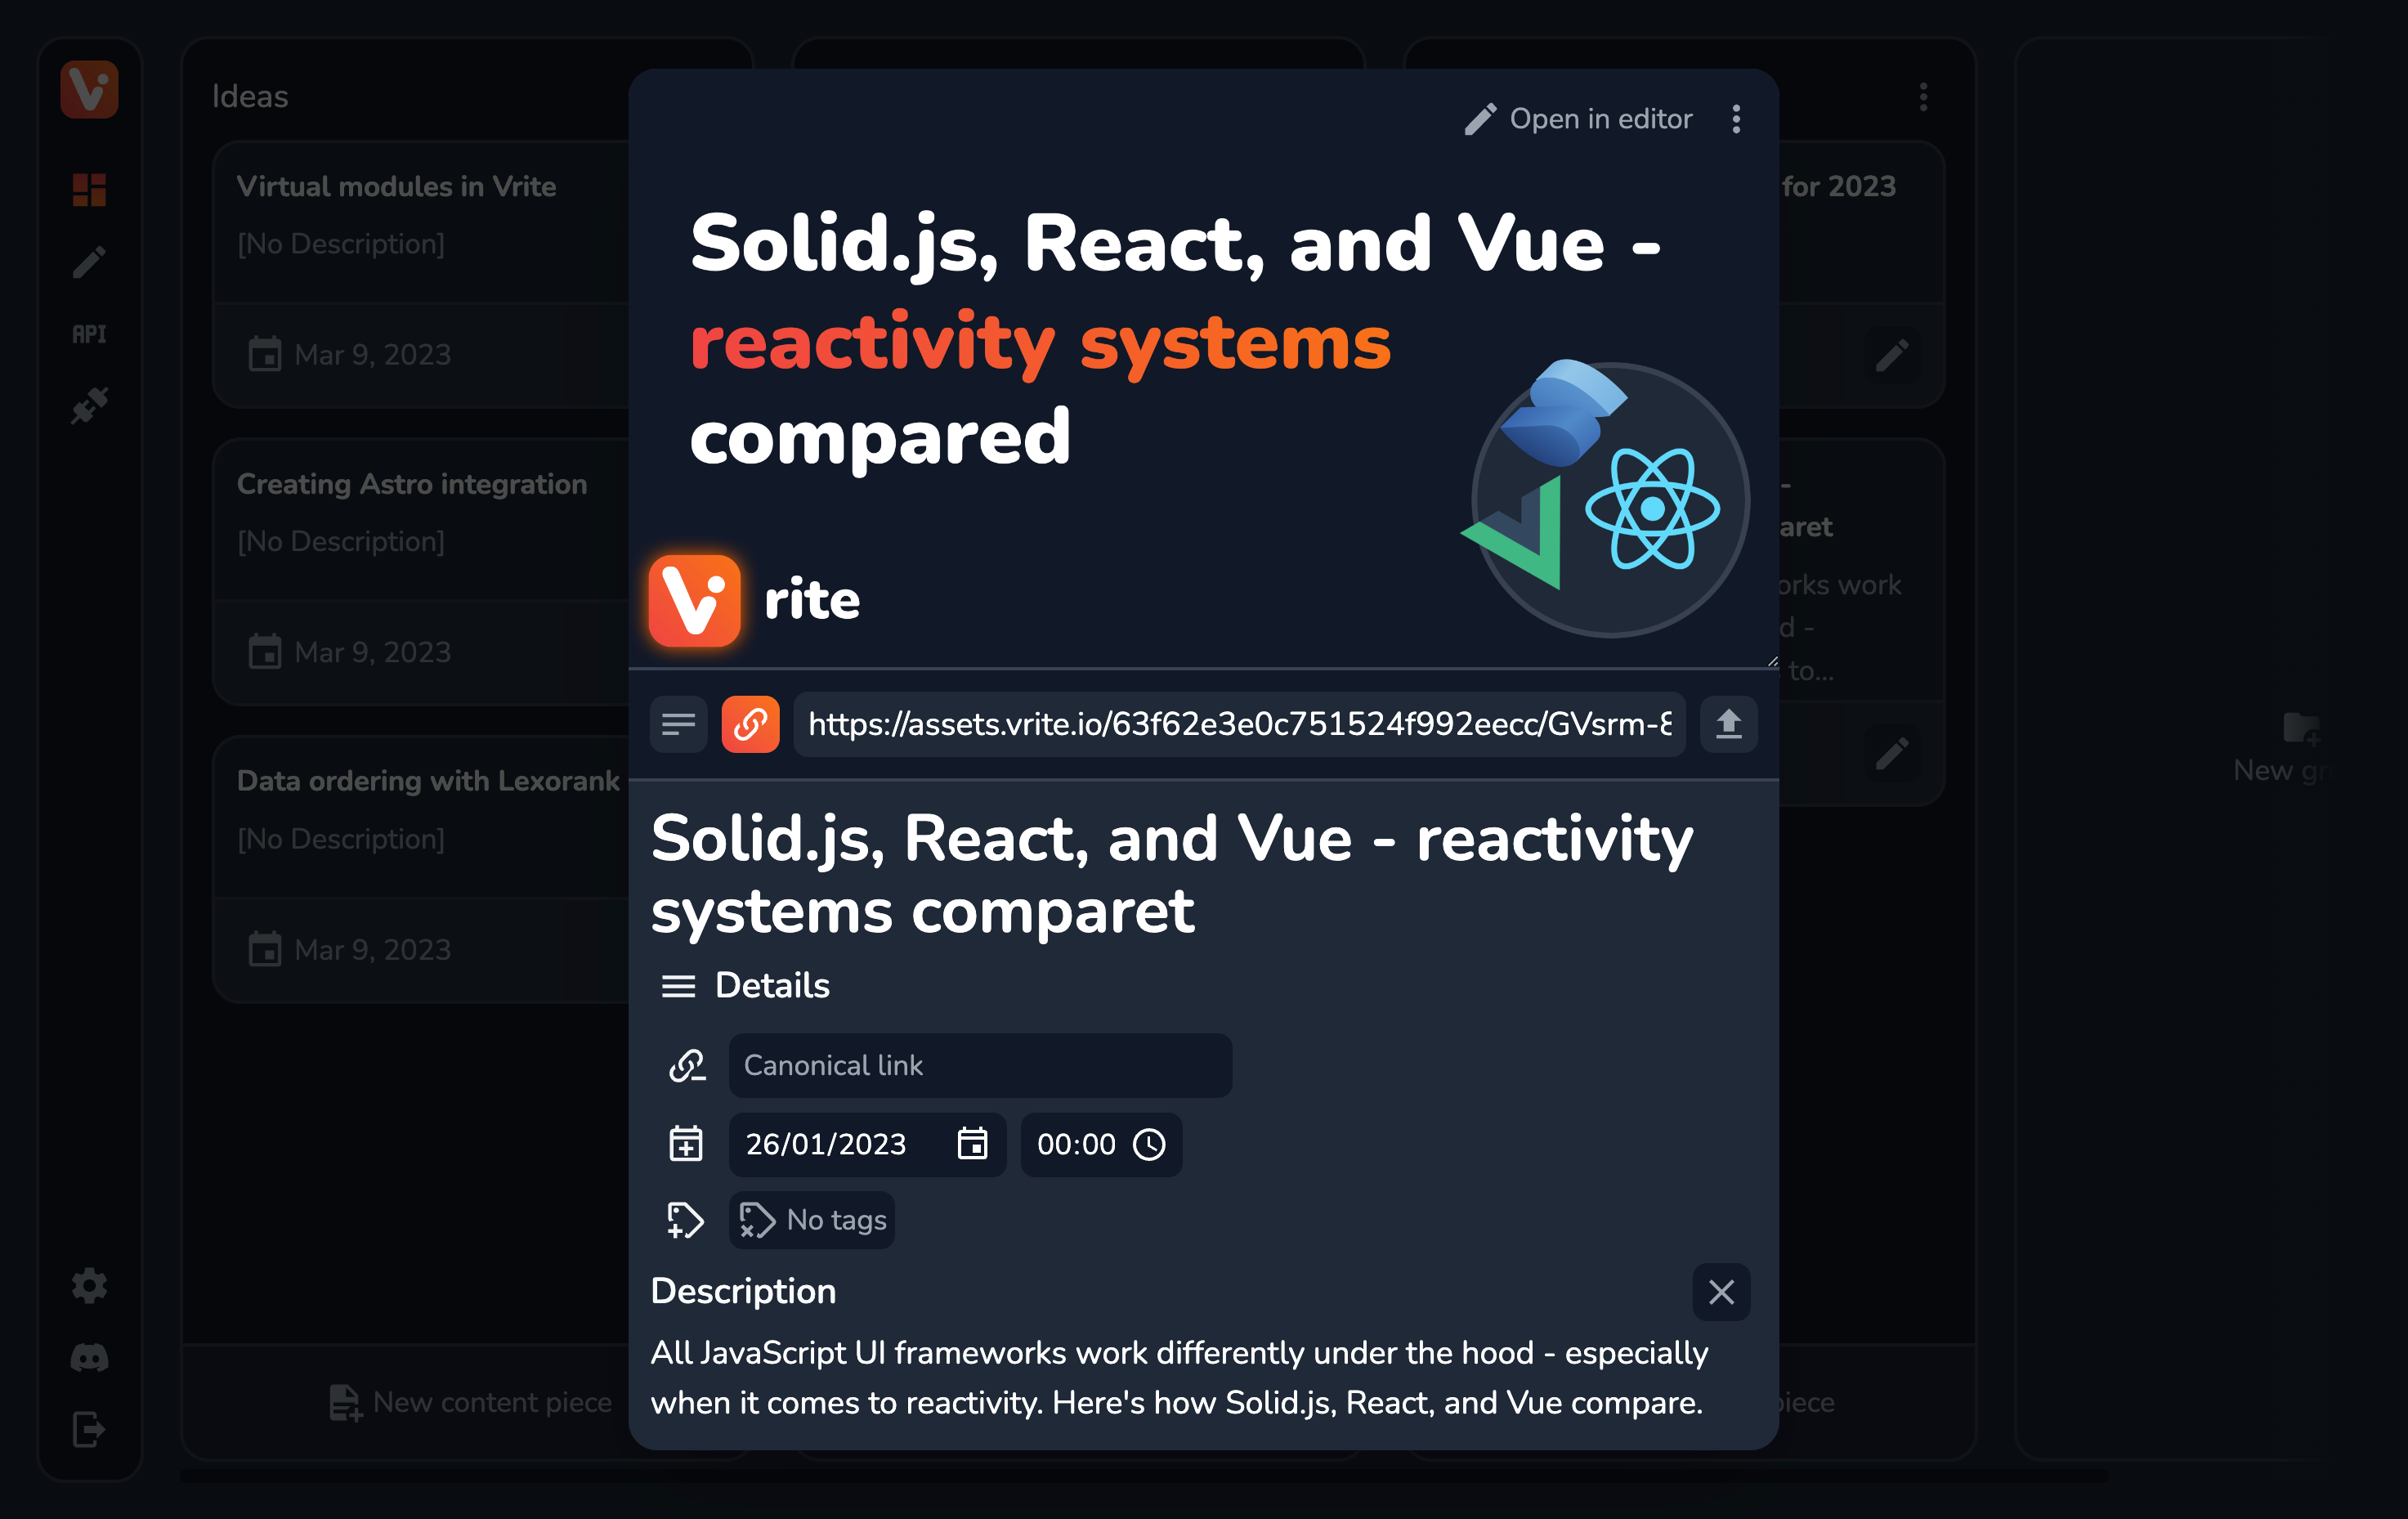 Ideas
Virtual modules in Vrite
[No Description]
Mar 9, 2023
Creating Astro integration
[No Description]
Mar 9, 2023
Data ordering with Lexorank
[No Description]
Mar 9, 2023
New content piece
API
Open in editor
Solid.js, React, and Vue -
reactivity systems
compared
rite
https://assets.vrite.io/63f62e3e0c751524f992eecc/GVsrm-
Solid.js, React, and Vue - reactivity
systems comparet
Details
Canonical link
26/01/2023
00:00
No tags
Description
All JavaScript UI frameworks work differently under the hood - especially
when it comes to reactivity. Here's how Solid.js, React, and Vue compare.
for 2023
-
aret
orks work
d -
to...
piece
New gr